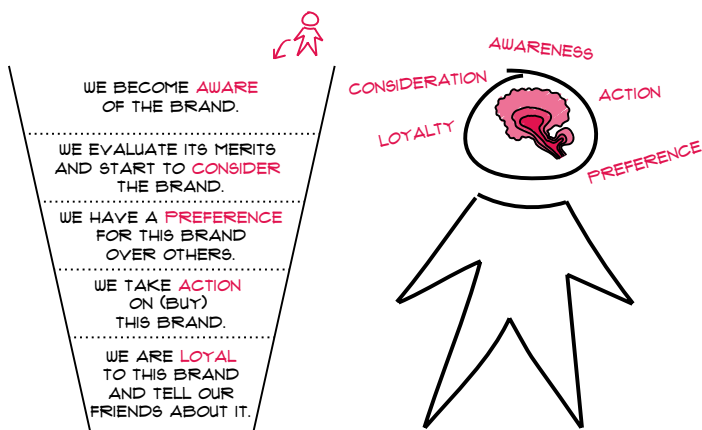 WE BECOME AWARE
OF THE BRAND.
WE EVALUATE ITS MERITS
AND START TO CONSIDER
THE BRAND.
WE HAVE A PREFERENCE
FOR THIS BRAND
OVER OTHERS.
WE TAKE ACTION
ON (BUY)
THIS BRAND.
WE ARE LOYAL
TO THIS BRAND
AND TELL OUR
FRIENDS ABOUT IT.
AWARENESS
CONSIDERATION
ACTION
LOYALTY
PREFERENCE